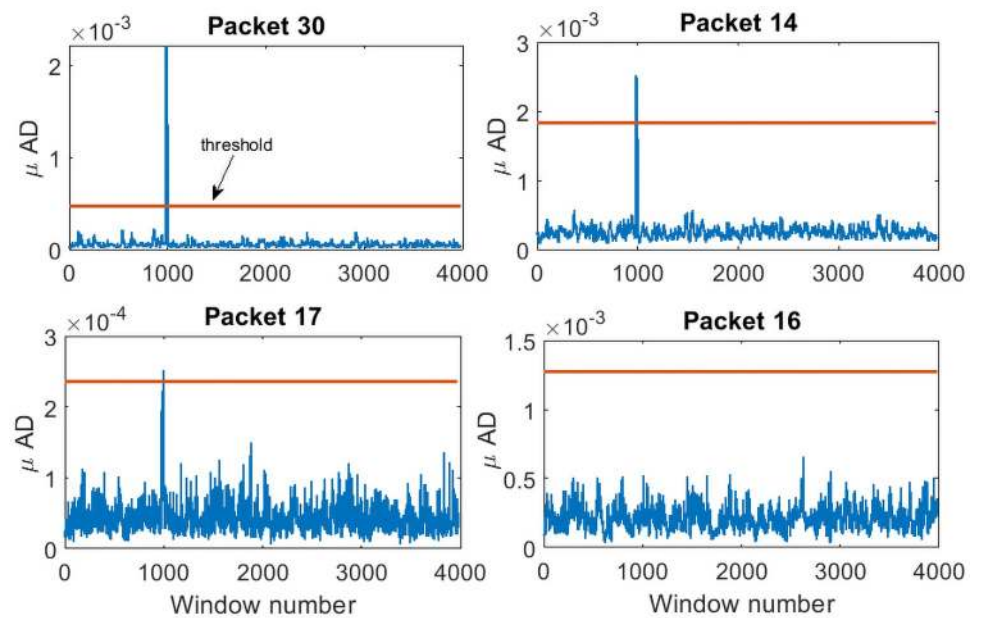 ×10⁻³
Packet 30
2
1
0
μ AD
threshold
0 1000 2000 3000 4000
×10⁻³
Packet 14
3
2
1
0
μ AD
0 1000 2000 3000 4000
×10⁻⁴
Packet 17
3
2
1
0
μ AD
0 1000 2000 3000 4000
Window number
×10⁻³
Packet 16
1.5
1
0.5
0
μ AD
0 1000 2000 3000 4000
Window number